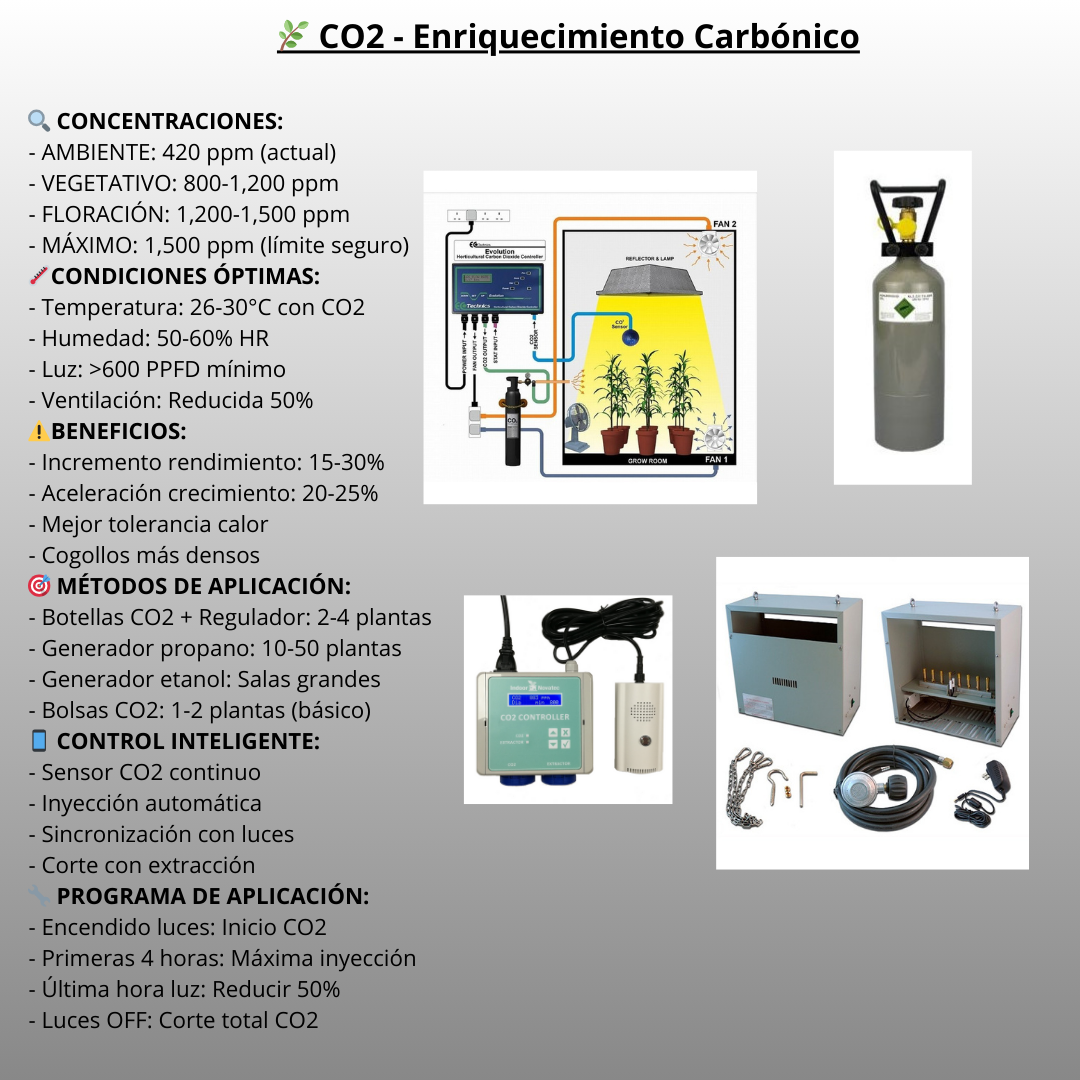 🌿 CO2 - Enriquecimiento Carbónico
🔍 CONCENTRACIONES:
- AMBIENTE: 420 ppm (actual)
- VEGETATIVO: 800-1,200 ppm
- FLORACIÓN: 1,200-1,500 ppm
- MÁXIMO: 1,500 ppm (límite seguro)
🌡️CONDICIONES ÓPTIMAS:
- Temperatura: 26-30°C con CO2
- Humedad: 50-60% HR
- Luz: >600 PPFD mínimo
- Ventilación: Reducida 50%
⚠️BENEFICIOS:
- Incremento rendimiento: 15-30%
- Aceleración crecimiento: 20-25%
- Mejor tolerancia calor
- Cogollos más densos
🎯 MÉTODOS DE APLICACIÓN:
- Botellas CO2 + Regulador: 2-4 plantas
- Generador propano: 10-50 plantas
- Generador etanol: Salas grandes
- Bolsas CO2: 1-2 plantas (básico)
📱 CONTROL INTELIGENTE:
- Sensor CO2 continuo
- Inyección automática
- Sincronización con luces
- Corte con extracción
🔧 PROGRAMA DE APLICACIÓN:
- Encendido luces: Inicio CO2
- Primeras 4 horas: Máxima inyección
- Última hora luz: Reducir 50%
- Luces OFF: Corte total CO2
FAN 2
Evolution
Horticultural Carbon Dioxide Controller
REFLECTOR & LAMP
Technics
CO² Sensor
POWER INPUT
FAN OUTPUT
CO2 OUTPUT
STAT INPUT
CO2 SENSOR
CO₂
GROW ROOM
FAN 1
CO2 CONTROLLER